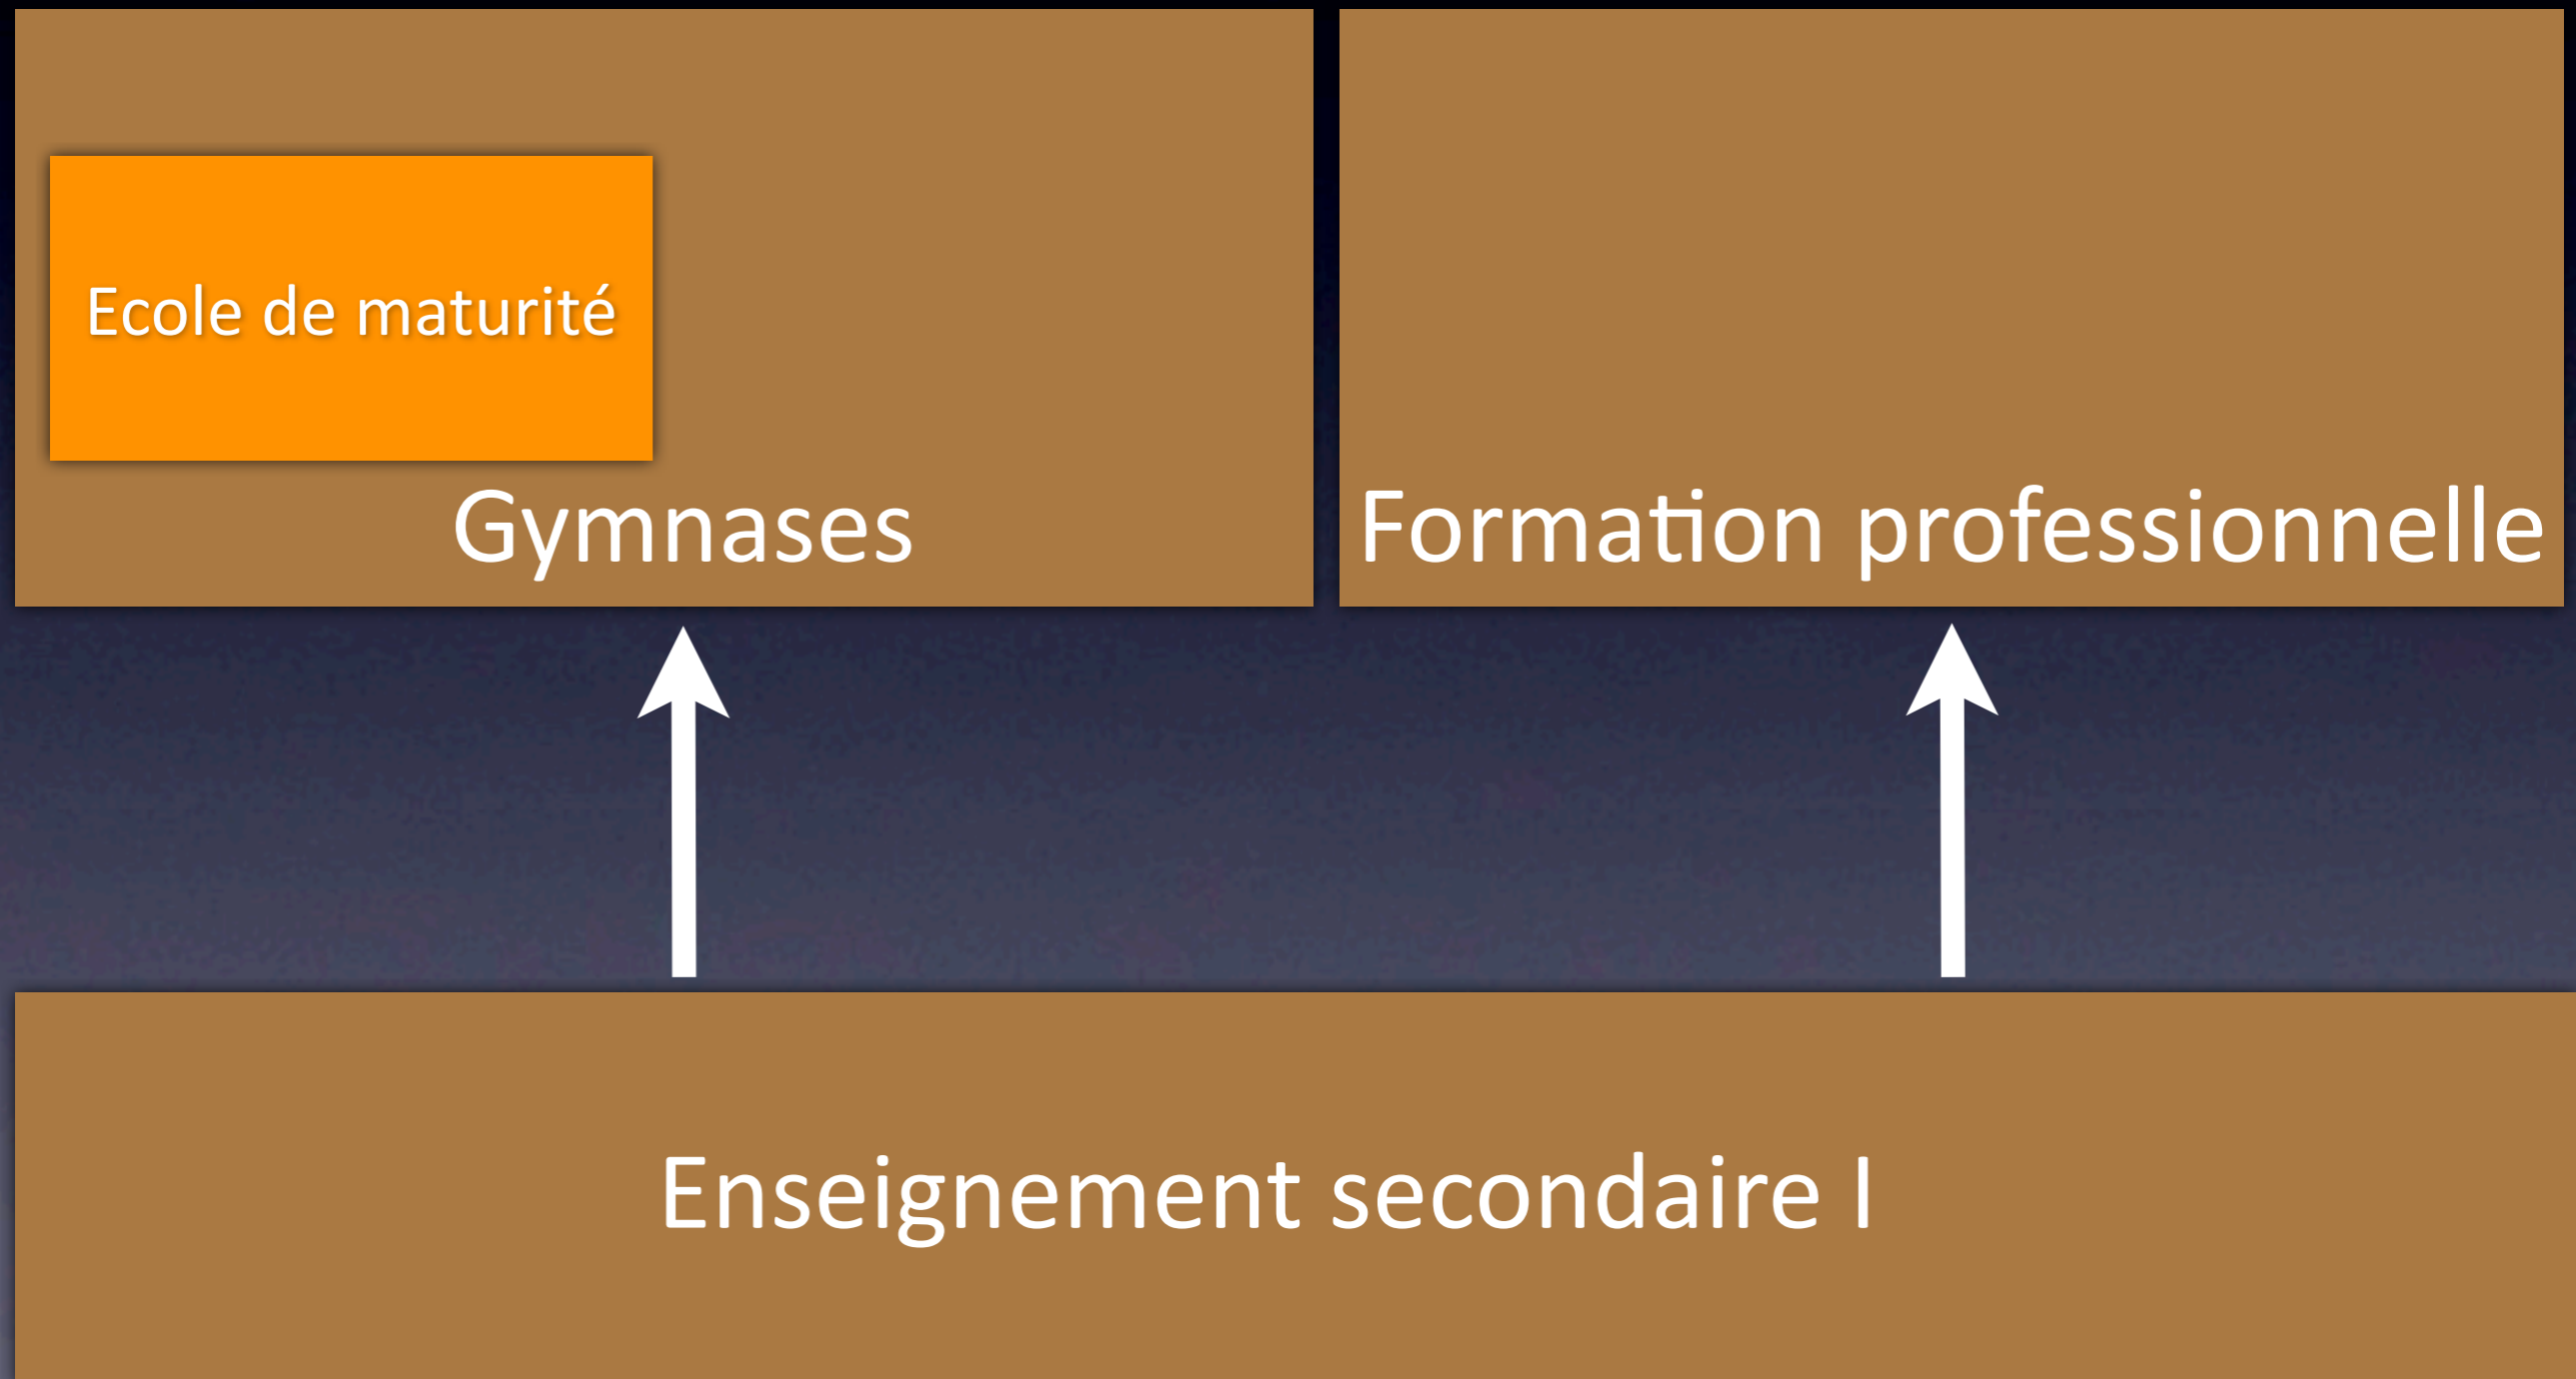 Ecole de maturité
Gymnases
Formation professionnelle
Enseignement secondaire I